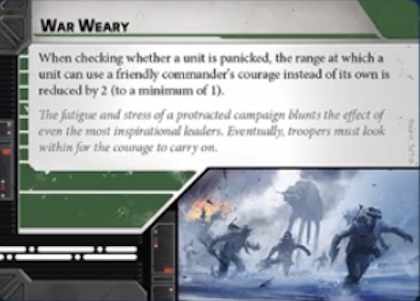 WAR WEARY
When checking whether a unit is panicked, the range at which a
unit can use a friendly commander's courage instead of its own is
reduced by 2 (to a minimum of 1).
The fatigue and stress of a protracted campaign blunts the effect of
even the most inspirational leaders. Eventually, troopers must look
within for the courage to carry on.